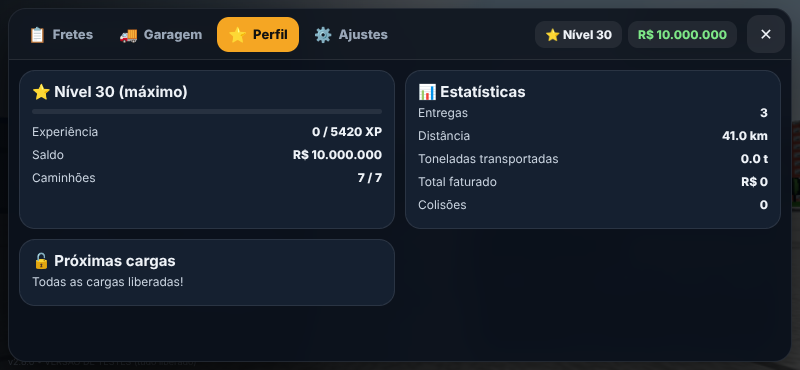 Fretes Garagem Perfil Ajustes Nível 30 R$ 10.000.000 ✕
Nível 30 (máximo)
Experiência 0 / 5420 XP
Saldo R$ 10.000.000
Caminhões 7 / 7
Estatísticas
Entregas 3
Distância 41.0 km
Toneladas transportadas 0.0 t
Total faturado R$ 0
Colisões 0
Próximas cargas
Todas as cargas liberadas!